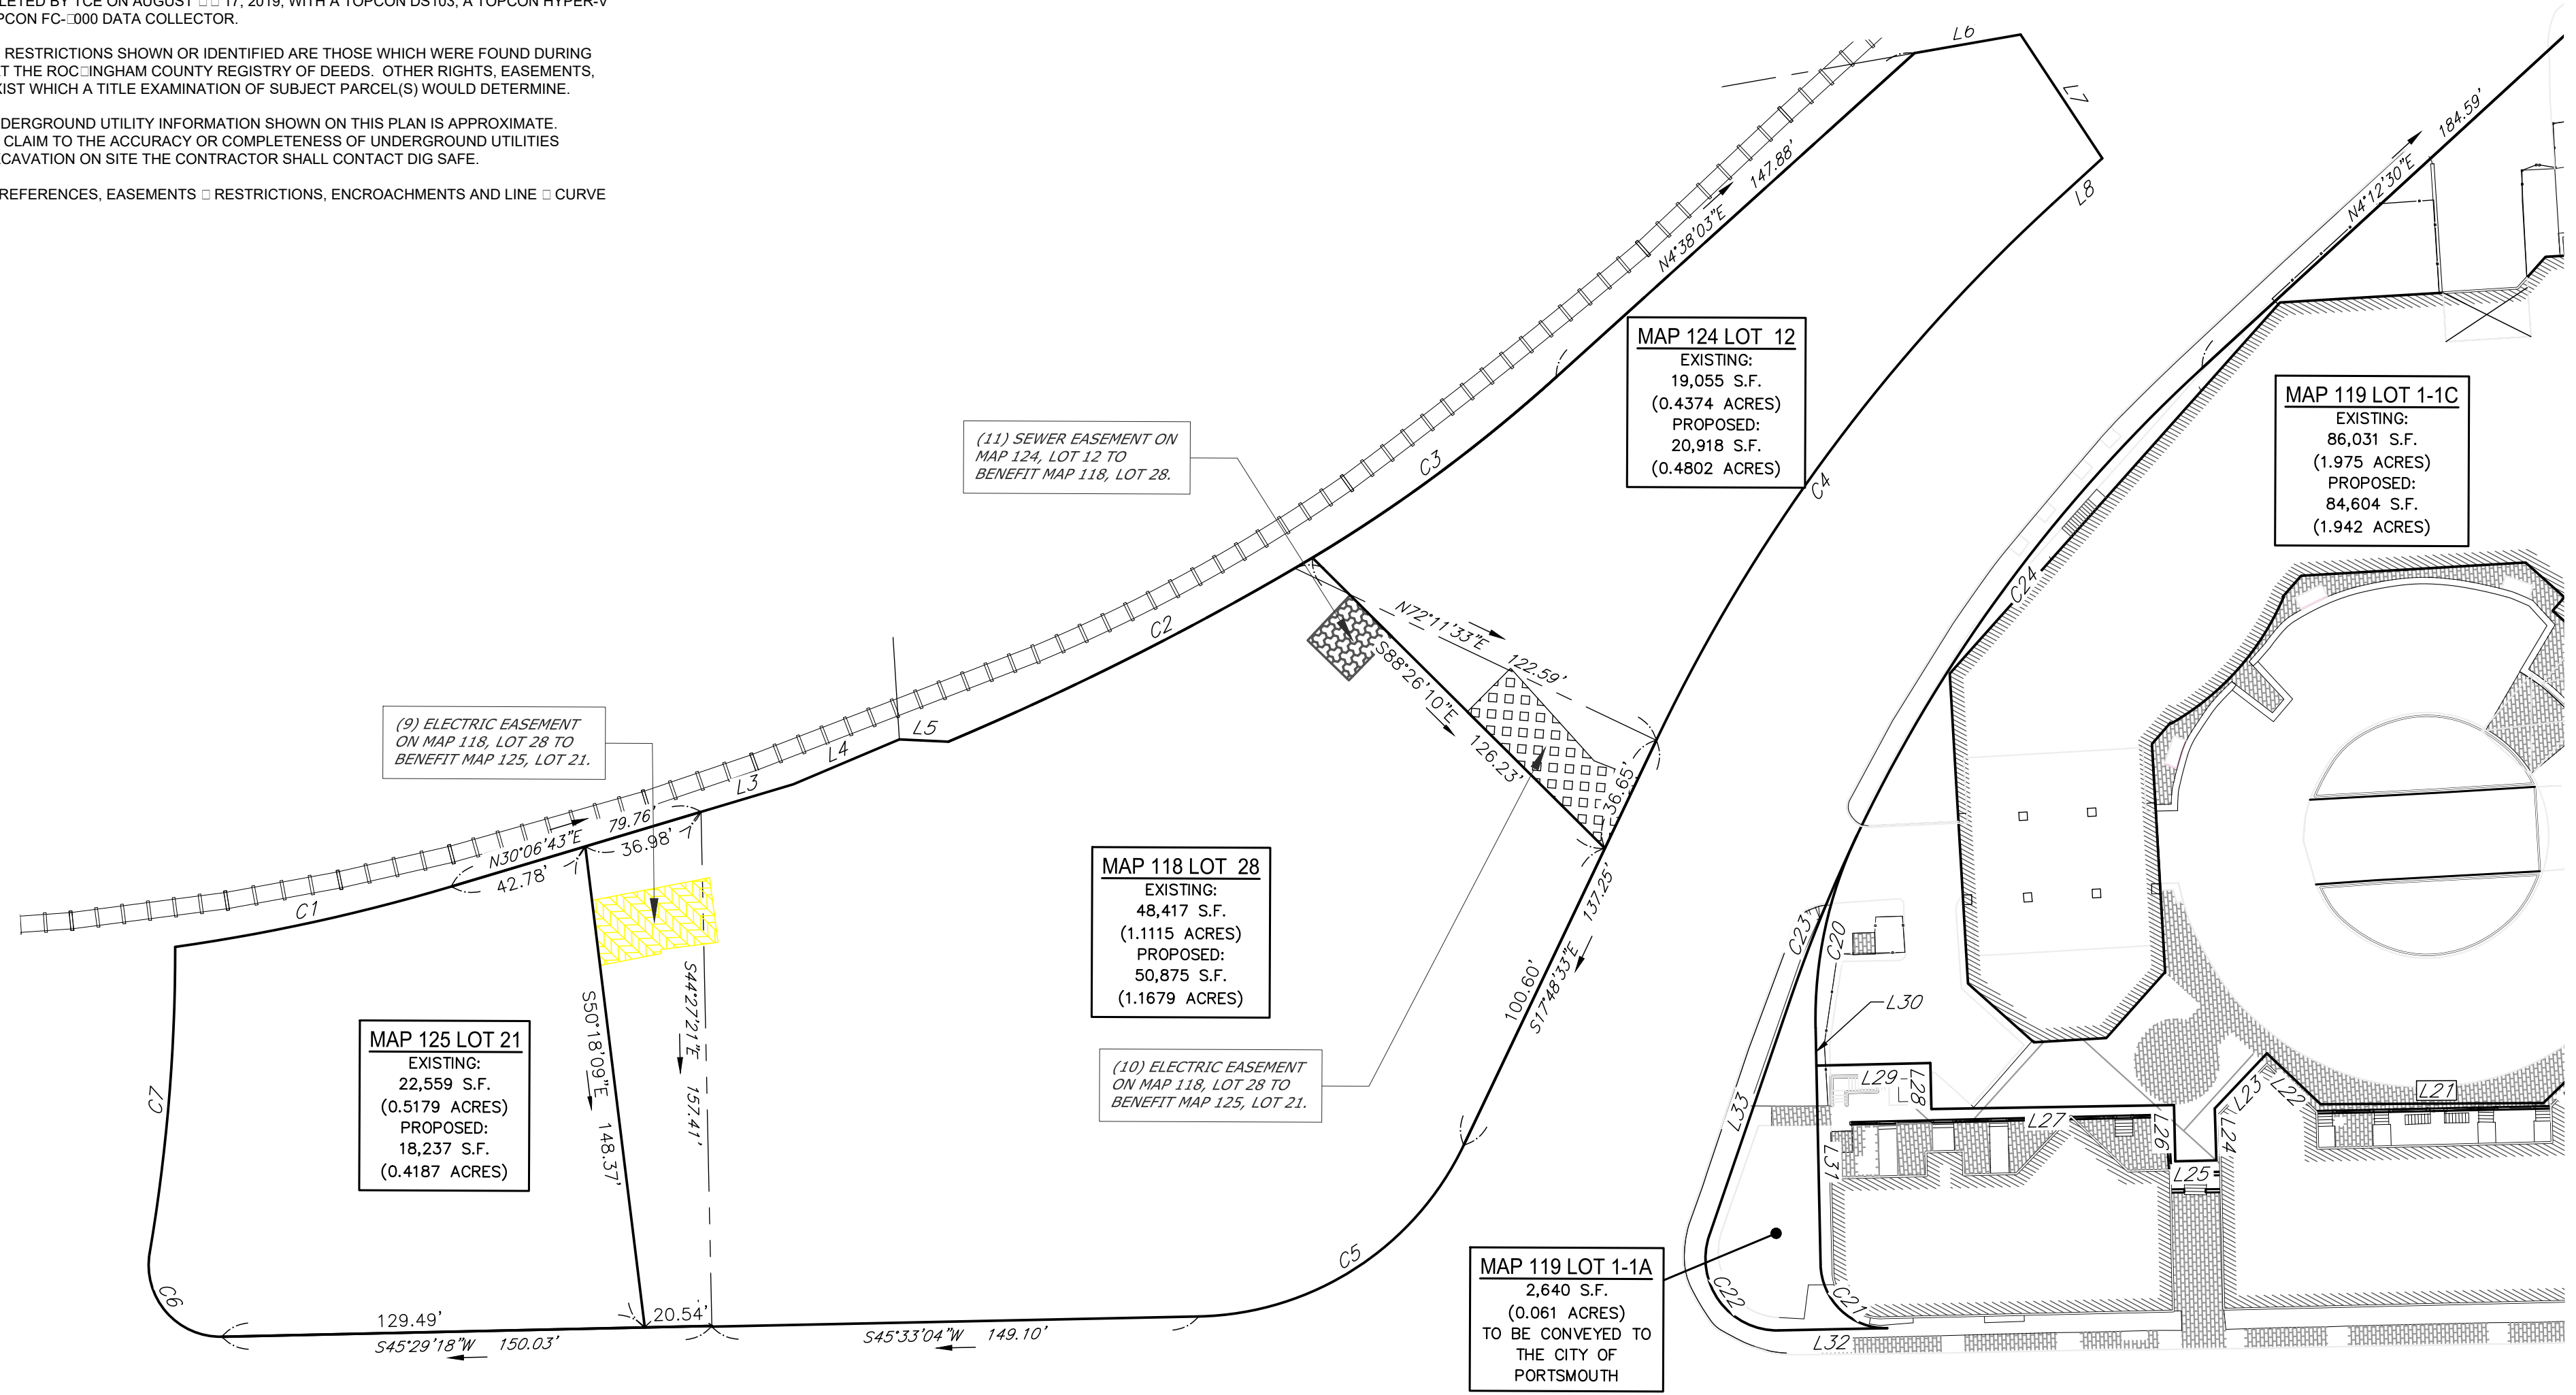 LETED BY TCE ON AUGUST □ □ 17, 2019, WITH A TOPCON DS103, A TOPCON HYPER-V
PCON FC-□000 DATA COLLECTOR.
RESTRICTIONS SHOWN OR IDENTIFIED ARE THOSE WHICH WERE FOUND DURING
T THE ROC□INGHAM COUNTY REGISTRY OF DEEDS. OTHER RIGHTS, EASEMENTS,
XIST WHICH A TITLE EXAMINATION OF SUBJECT PARCEL(S) WOULD DETERMINE.
DERGROUND UTILITY INFORMATION SHOWN ON THIS PLAN IS APPROXIMATE.
CLAIM TO THE ACCURACY OR COMPLETENESS OF UNDERGROUND UTILITIES
CAVATION ON SITE THE CONTRACTOR SHALL CONTACT DIG SAFE.
REFERENCES, EASEMENTS □ RESTRICTIONS, ENCROACHMENTS AND LINE □ CURVE
L6
L7
L8
147.88'
N4°38'03"E
184.59'
N4°12'30"E
MAP 124 LOT 12
EXISTING:
19,055 S.F.
(0.4374 ACRES)
PROPOSED:
20,918 S.F.
(0.4802 ACRES)
MAP 119 LOT 1-1C
EXISTING:
86,031 S.F.
(1.975 ACRES)
PROPOSED:
84,604 S.F.
(1.942 ACRES)
(11) SEWER EASEMENT ON
MAP 124, LOT 12 TO
BENEFIT MAP 118, LOT 28.
C3
C4
C24
C2
N72°11'33"E
122.59'
S88°26'10"E
126.23'
36.65'
(9) ELECTRIC EASEMENT
ON MAP 118, LOT 28 TO
BENEFIT MAP 125, LOT 21.
L5
L4
L3
79.76'
N30°06'43"E
36.98'
42.78'
C1
MAP 118 LOT 28
EXISTING:
48,417 S.F.
(1.1115 ACRES)
PROPOSED:
50,875 S.F.
(1.1679 ACRES)
137.25'
100.60'
S17°48'33"E
C23
C20
L30
S44°27'21"E 157.41'
S50°18'09"E 148.37'
MAP 125 LOT 21
EXISTING:
22,559 S.F.
(0.5179 ACRES)
PROPOSED:
18,237 S.F.
(0.4187 ACRES)
C7
(10) ELECTRIC EASEMENT
ON MAP 118, LOT 28 TO
BENEFIT MAP 125, LOT 21.
L29
L28
L33
L27
L31
L26
L25
L24
L23
L22
L21
C5
C6
129.49'
20.54'
S45°29'18"W 150.03'
S45°33'04"W 149.10'
MAP 119 LOT 1-1A
2,640 S.F.
(0.061 ACRES)
TO BE CONVEYED TO
THE CITY OF
PORTSMOUTH
C22
C21
L32